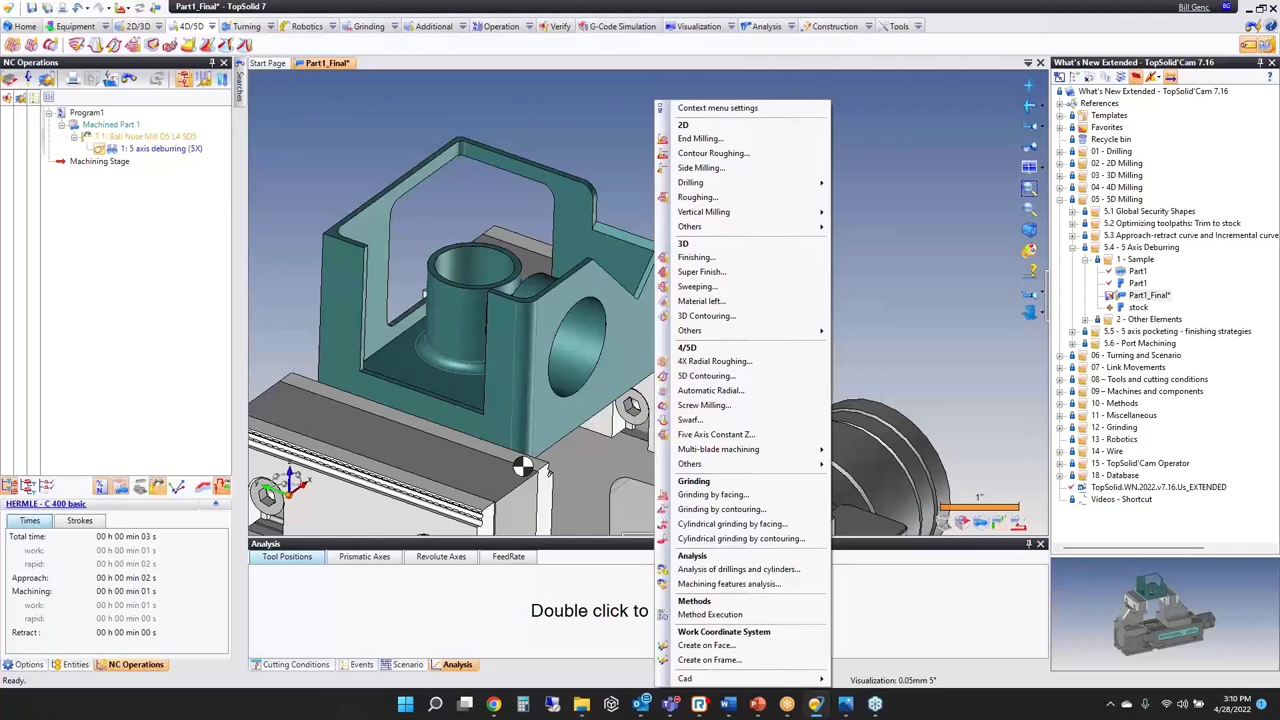 Part1_Final* - TopSolid 7
Bill Genc
Home Equipment 2D/3D 4D/5D Turning Robotics Grinding Additional Operation Verify G-Code Simulation Visualization Analysis Construction Tools
NC Operations
Program1
Machined Part 1
T 1: Ball Nose Mill D5 L4 SD5
1: 5 axis deburring (5X)
Machining Stage
HERMLE - C 400 basic
Times Strokes
Total time: 00 h 00 min 03 s
work: 00 h 00 min 01 s
rapid: 00 h 00 min 02 s
Approach: 00 h 00 min 02 s
Machining: 00 h 00 min 01 s
work: 00 h 00 min 01 s
rapid: 00 h 00 min 00 s
Retract : 00 h 00 min 00 s
Options Entities NC Operations
Ready.
Searches
Start Page Part1_Final*
Context menu settings
2D
End Milling...
Contour Roughing...
Side Milling...
Drilling
Roughing...
Vertical Milling
Others
3D
Finishing...
Super Finish...
Sweeping...
Material left...
3D Contouring...
Others
4/5D
4X Radial Roughing...
5D Contouring...
Automatic Radial...
Screw Milling...
Swarf...
Five Axis Constant Z...
Multi-blade machining
Others
Grinding
Grinding by facing...
Grinding by contouring...
Cylindrical grinding by facing...
Cylindrical grinding by contouring...
Analysis
Analysis of drillings and cylinders...
Machining features analysis...
Methods
Method Execution
Work Coordinate System
Create on Face...
Create on Frame...
Cad
1"
Analysis
Tool Positions Prismatic Axes Revolute Axes FeedRate
Double click to
Cutting Conditions Events Scenario Analysis
Visualization: 0.05mm 5°
What's New Extended - TopSolid'Cam 7.16
What's New Extended - TopSolid'Cam 7.16
References
Templates
Favorites
Recycle bin
01 - Drilling
02 - 2D Milling
03 - 3D Milling
04 - 4D Milling
05 - 5D Milling
5.1 Global Security Shapes
5.2 Optimizing toolpaths: Trim to stock
5.3 Approach-retract curve and Incremental curve
5.4 - 5 Axis Deburring
1 - Sample
Part1
Part1
Part1_Final*
stock
2 - Other Elements
5.5 - 5 axis pocketing - finishing strategies
5.6 - Port Machining
06 - Turning and Scenario
07 - Link Movements
08 – Tools and cutting conditions
09 – Machines and components
10 - Methods
11 - Miscellaneous
12 - Grinding
13 - Robotics
14 - Wire
15 - TopSolid'Cam Operator
18 - Database
TopSolid.WN.2022.v7.16.Us_EXTENDED
Videos - Shortcut
3:10 PM
4/28/2022